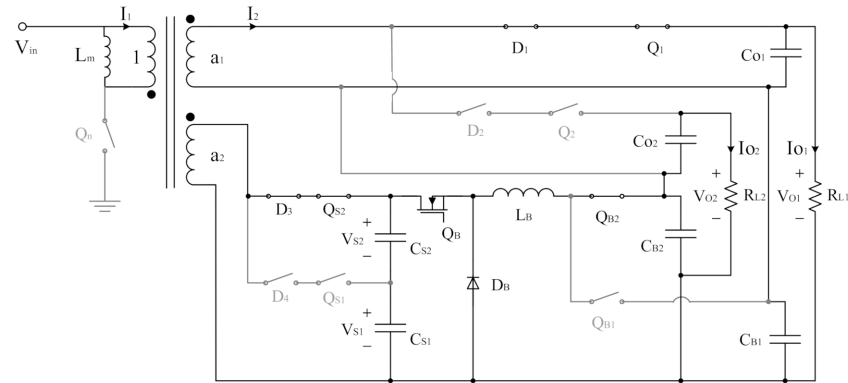 I1
I2
Vin
Lm
1
a1
D1
Q1
Co1
Qn
D2
Q2
Co2
Io2
Io1
a2
+
VO2
−
RL2
+
VO1
−
RL1
D3
QS2
+
VS2
−
CS2
QB
LB
QB2
CB2
D4
QS1
DB
QB1
+
VS1
−
CS1
CB1